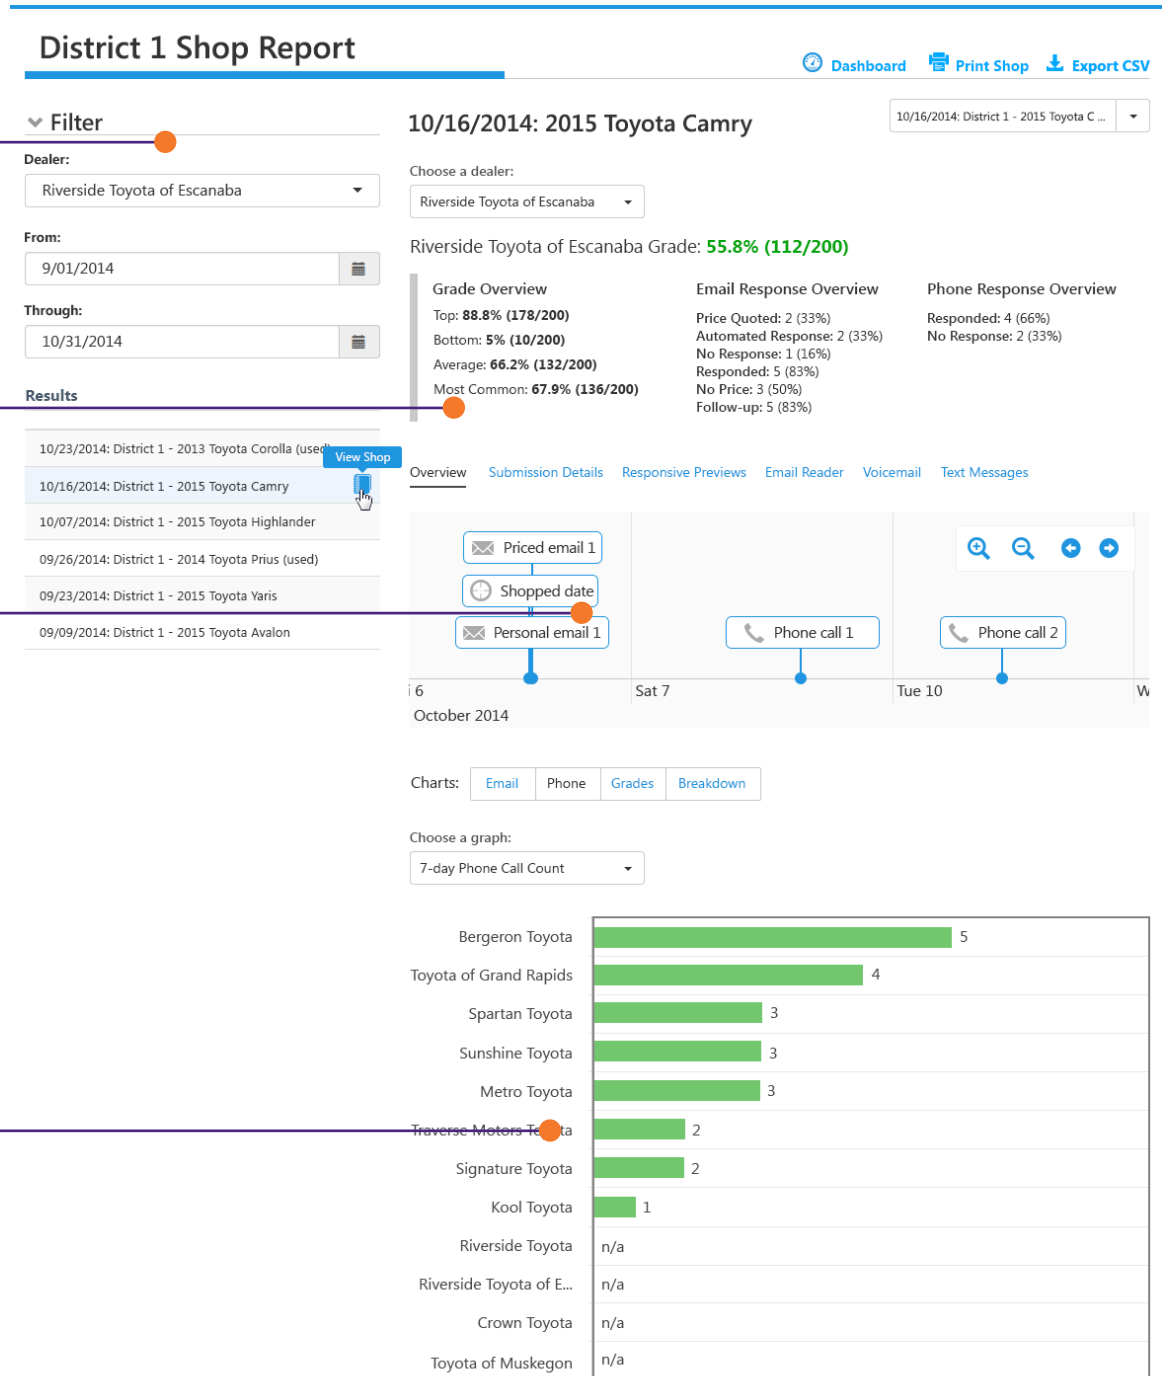 District 1 Shop Report
Dashboard
Print Shop
Export CSV
Filter
Dealer:
Riverside Toyota of Escanaba
From:
9/01/2014
Through:
10/31/2014
Results
10/23/2014: District 1 - 2013 Toyota Corolla (used)
View Shop
10/16/2014: District 1 - 2015 Toyota Camry
10/07/2014: District 1 - 2015 Toyota Highlander
09/26/2014: District 1 - 2014 Toyota Prius (used)
09/23/2014: District 1 - 2015 Toyota Yaris
09/09/2014: District 1 - 2015 Toyota Avalon
10/16/2014: 2015 Toyota Camry
10/16/2014: District 1 - 2015 Toyota C ...
Choose a dealer:
Riverside Toyota of Escanaba
Riverside Toyota of Escanaba Grade: 55.8% (112/200)
Grade Overview
Top: 88.8% (178/200)
Bottom: 5% (10/200)
Average: 66.2% (132/200)
Most Common: 67.9% (136/200)
Email Response Overview
Price Quoted: 2 (33%)
Automated Response: 2 (33%)
No Response: 1 (16%)
Responded: 5 (83%)
No Price: 3 (50%)
Follow-up: 5 (83%)
Phone Response Overview
Responded: 4 (66%)
No Response: 2 (33%)
Overview
Submission Details
Responsive Previews
Email Reader
Voicemail
Text Messages
Priced email 1
Shopped date
Personal email 1
Phone call 1
Phone call 2
i 6
Sat 7
Tue 10
W
October 2014
Charts:
Email
Phone
Grades
Breakdown
Choose a graph:
7-day Phone Call Count
Bergeron Toyota 5
Toyota of Grand Rapids 4
Spartan Toyota 3
Sunshine Toyota 3
Metro Toyota 3
Traverse Motors Toyota 2
Signature Toyota 2
Kool Toyota 1
Riverside Toyota n/a
Riverside Toyota of E... n/a
Crown Toyota n/a
Toyota of Muskegon n/a